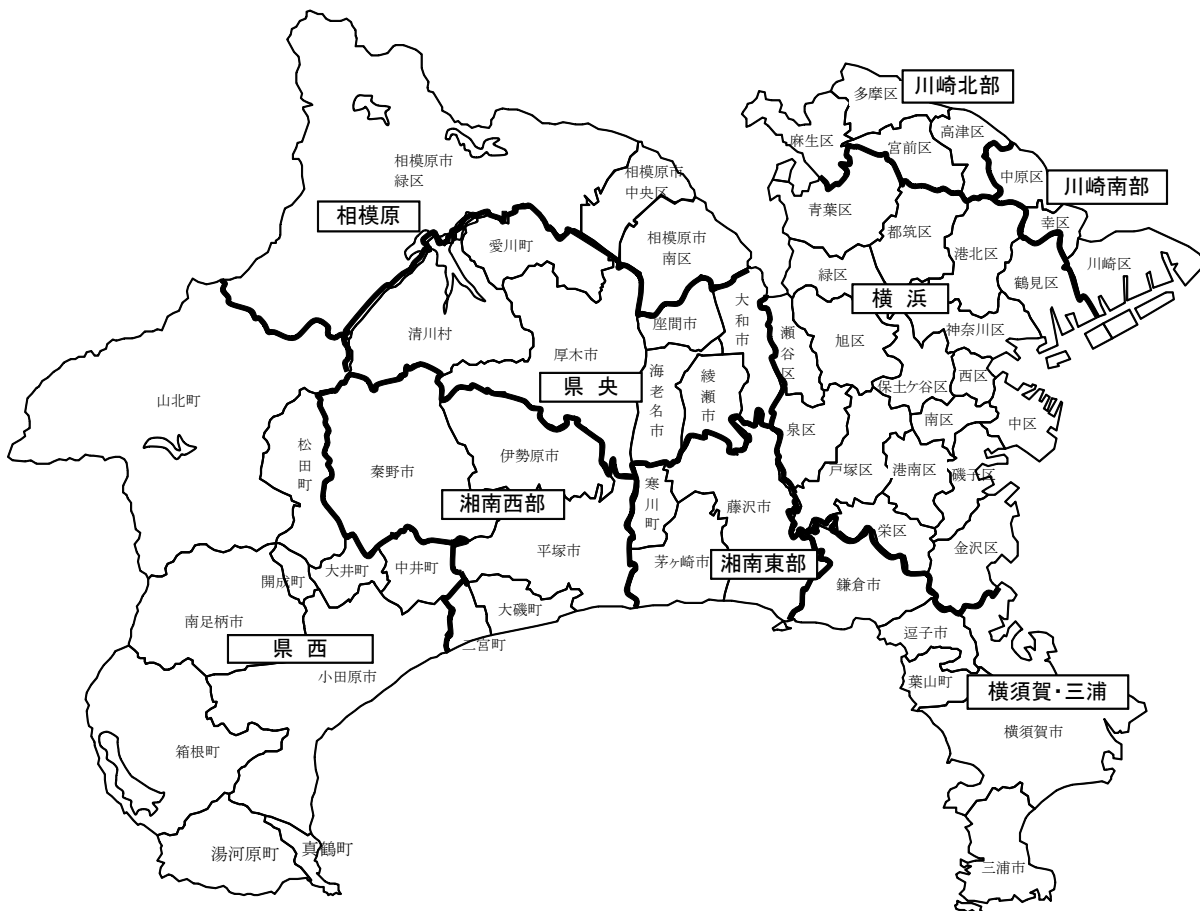 川崎北部
多摩区
麻生区
宮前区
高津区
中原区
川崎南部
相模原市
緑区
相模原市
中央区
相模原
愛川町
相模原市
南区
青葉区
都筑区
港北区
幸区
川崎区
鶴見区
緑区
横 浜
清川村
厚木市
座間市
大和市
瀬谷区
旭区
神奈川区
県 央
海老名市
綾瀬市
保土ケ谷区
西区
山北町
松田町
秦野市
伊勢原市
泉区
南区
中区
戸塚区
港南区
磯子区
湘南西部
寒川町
藤沢市
栄区
金沢区
平塚市
茅ヶ崎市
湘南東部
鎌倉市
開成町
大井町
中井町
大磯町
南足柄市
県 西
二宮町
逗子市
小田原市
葉山町
横須賀・三浦
横須賀市
箱根町
湯河原町
真鶴町
三浦市